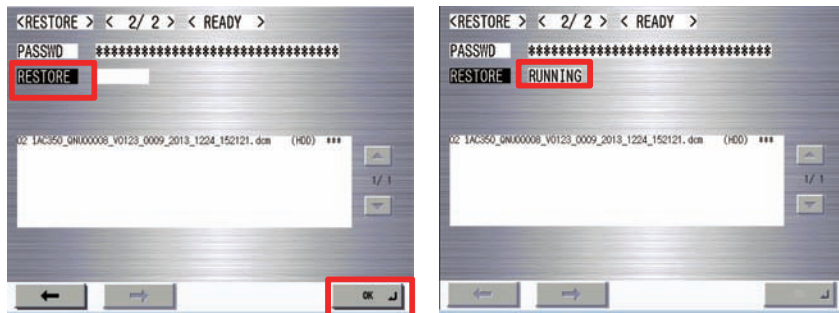 <RESTORE > < 2/ 2 > < READY >
PASSWD ********************************
RESTORE
02 IAC350_QNU00008_V0123_0009_2013_1224_152121.dcm (HDD) ***
1/ 1
OK
<RESTORE > < 2/ 2 > < READY >
PASSWD ********************************
RESTORE RUNNING
02 IAC350_QNU00008_V0123_0009_2013_1224_152121.dcm (HDD) ***
1/ 1